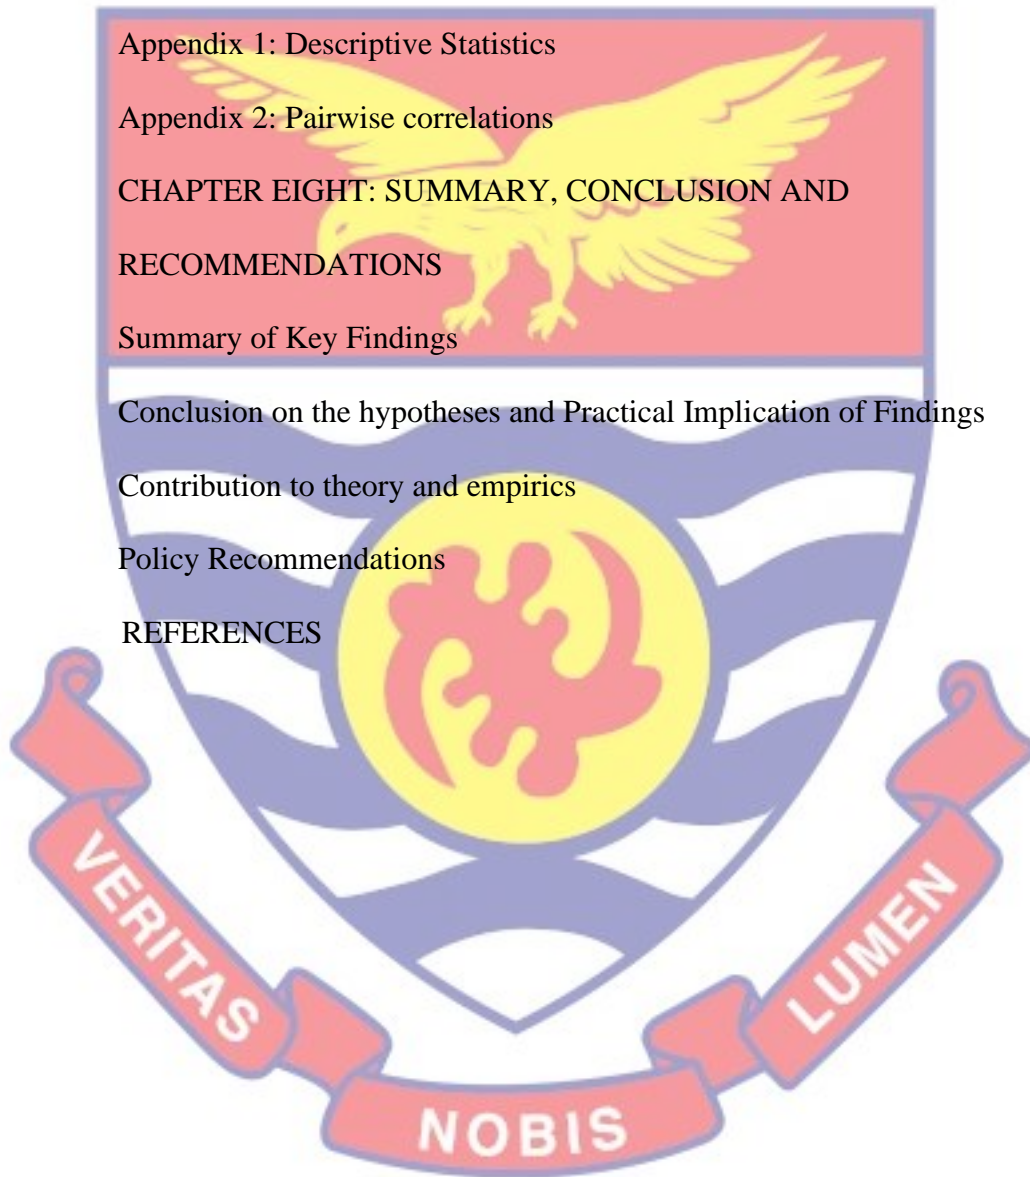 Appendix 1: Descriptive Statistics
Appendix 2: Pairwise correlations
CHAPTER EIGHT: SUMMARY, CONCLUSION AND
RECOMMENDATIONS
Summary of Key Findings
Conclusion on the hypotheses and Practical Implication of Findings
Contribution to theory and empirics
Policy Recommendations
REFERENCES
VERITAS
NOBIS
LUMEN